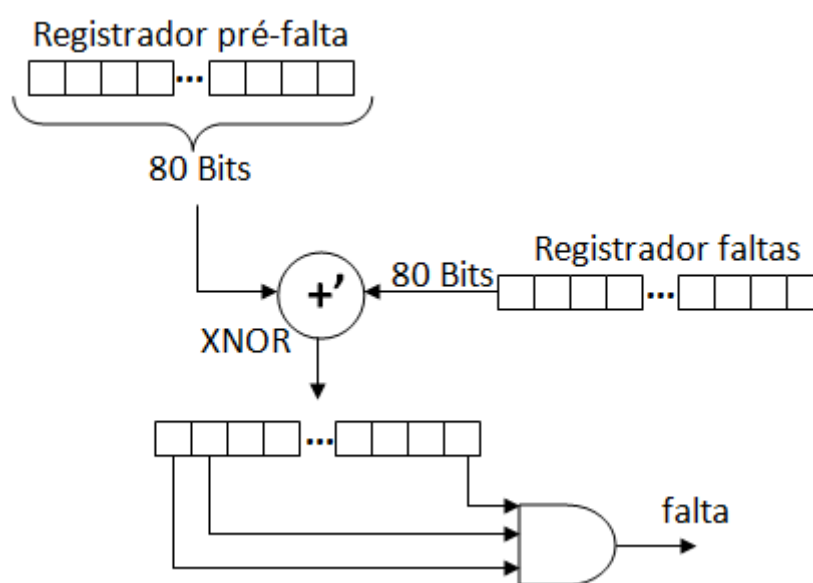 Registrador pré-falta
...
80 Bits
Registrador faltas
80 Bits
...
+’
XNOR
...
falta